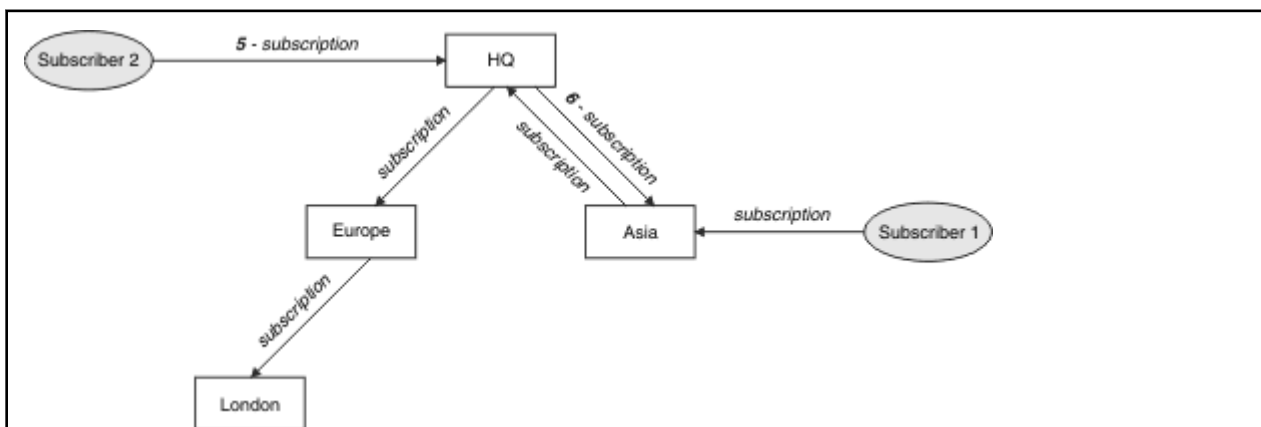 5 - subscription
Subscriber 2
HQ
subscription
6 - subscription
subscription
Europe
Asia
subscription
Subscriber 1
subscription
London